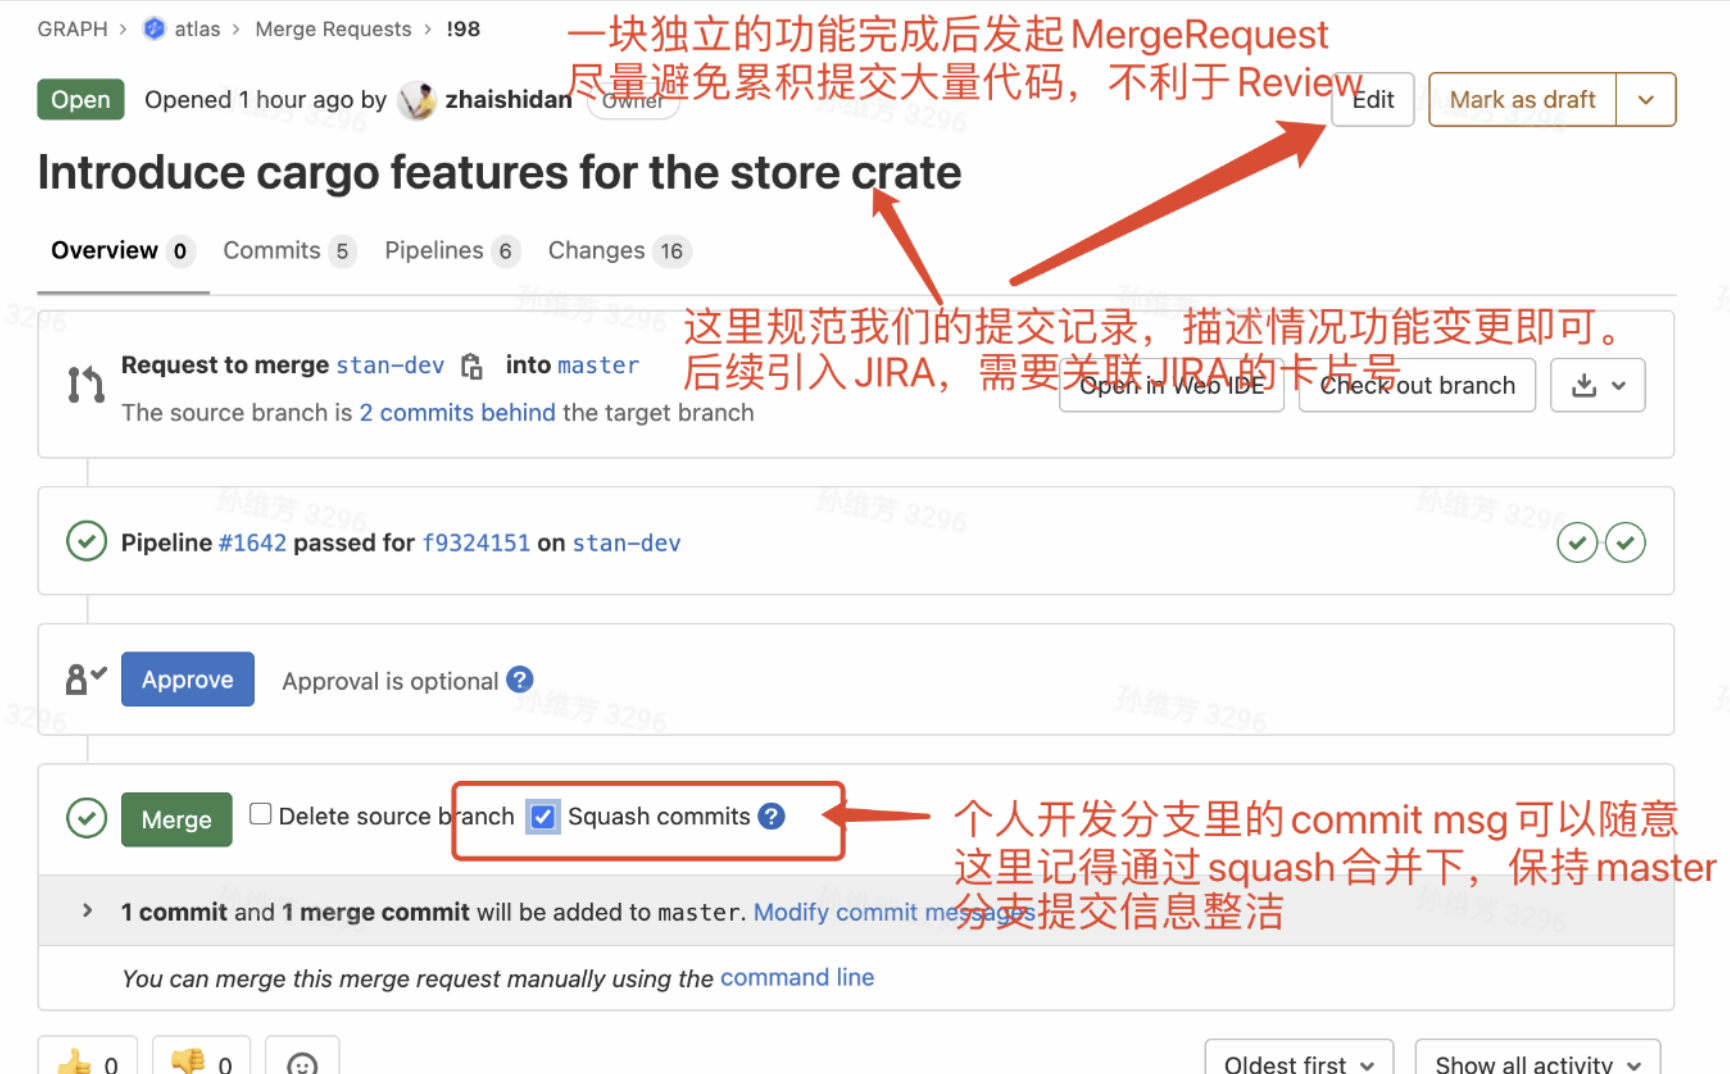 GRAPH > atlas > Merge Requests > !98
一块独立的功能完成后发起MergeRequest
尽量避免累积提交大量代码，不利于Review
Open Opened 1 hour ago by zhaishidan Owner
Edit Mark as draft
Introduce cargo features for the store crate
Overview 0 Commits 5 Pipelines 6 Changes 16
这里规范我们的提交记录，描述情况功能变更即可。
后续引入JIRA，需要关联JIRA的卡片号
Request to merge stan-dev into master
Open in Web IDE Check out branch
The source branch is 2 commits behind the target branch
Pipeline #1642 passed for f9324151 on stan-dev
Approve Approval is optional ?
Merge Delete source branch Squash commits ?
个人开发分支里的commit msg可以随意
这里记得通过squash合并下，保持master
分支提交信息整洁
1 commit and 1 merge commit will be added to master. Modify commit messages
You can merge this merge request manually using the command line
0 0
Oldest first Show all activity
孙维芳 3296